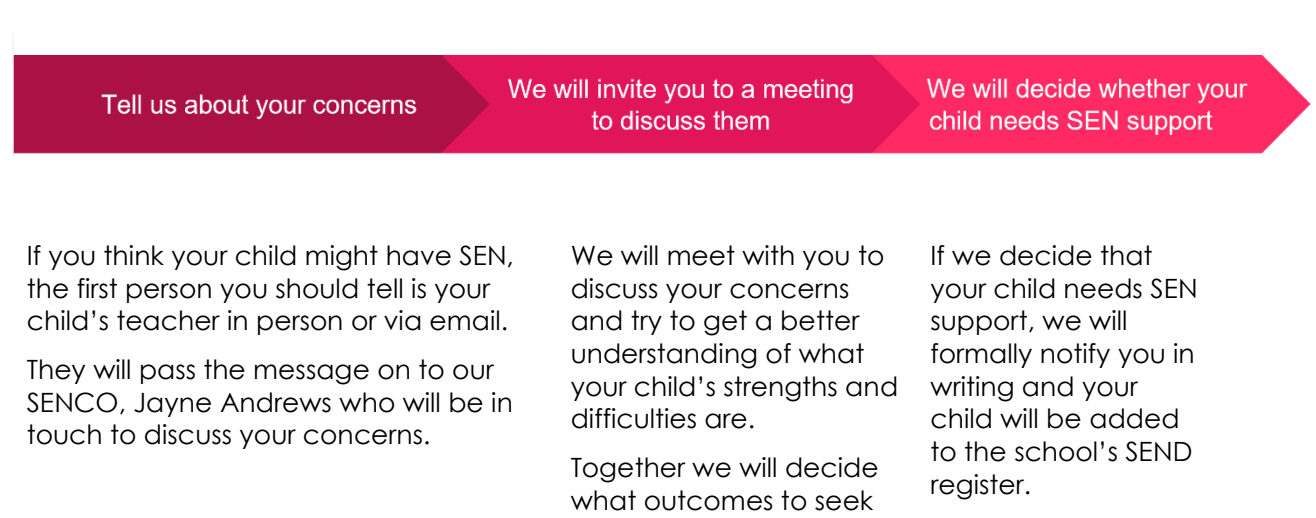 Tell us about your concerns
We will invite you to a meeting
to discuss them
We will decide whether your
child needs SEN support
If you think your child might have SEN,
the first person you should tell is your
child’s teacher in person or via email.
They will pass the message on to our
SENCO, Jayne Andrews who will be in
touch to discuss your concerns.
We will meet with you to
discuss your concerns
and try to get a better
understanding of what
your child’s strengths and
difficulties are.
Together we will decide
what outcomes to seek
If we decide that
your child needs SEN
support, we will
formally notify you in
writing and your
child will be added
to the school’s SEND
register.